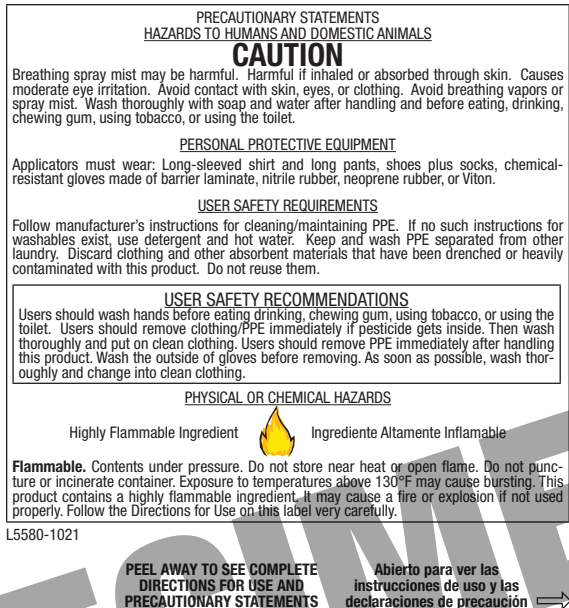 PRECAUTIONARY STATEMENTS
HAZARDS TO HUMANS AND DOMESTIC ANIMALS
CAUTION
Breathing spray mist may be harmful. Harmful if inhaled or absorbed through skin. Causes
moderate eye irritation. Avoid contact with skin, eyes, or clothing. Avoid breathing vapors or
spray mist. Wash thoroughly with soap and water after handling and before eating, drinking,
chewing gum, using tobacco, or using the toilet.
PERSONAL PROTECTIVE EQUIPMENT
Applicators must wear: Long-sleeved shirt and long pants, shoes plus socks, chemical-
resistant gloves made of barrier laminate, nitrile rubber, neoprene rubber, or Viton.
USER SAFETY REQUIREMENTS
Follow manufacturer's instructions for cleaning/maintaining PPE. If no such instructions for
washables exist, use detergent and hot water. Keep and wash PPE separated from other
laundry. Discard clothing and other absorbent materials that have been drenched or heavily
contaminated with this product. Do not reuse them.
USER SAFETY RECOMMENDATIONS
Users should wash hands before eating drinking, chewing gum, using tobacco, or using the
toilet. Users should remove clothing/PPE immediately if pesticide gets inside. Then wash
thoroughly and put on clean clothing. Users should remove PPE immediately after handling
this product. Wash the outside of gloves before removing. As soon as possible, wash thor-
oughly and change into clean clothing.
PHYSICAL OR CHEMICAL HAZARDS
Highly Flammable Ingredient Ingrediente Altamente Inflamable
Flammable. Contents under pressure. Do not store near heat or open flame. Do not punc-
ture or incinerate container. Exposure to temperatures above 130°F may cause bursting. This
product contains a highly flammable ingredient. It may cause a fire or explosion if not used
properly. Follow the Directions for Use on this label very carefully.
L5580-1021
PEEL AWAY TO SEE COMPLETE
DIRECTIONS FOR USE AND
PRECAUTIONARY STATEMENTS
Abierto para ver las
instrucciones de uso y las
declaraciones de precaución